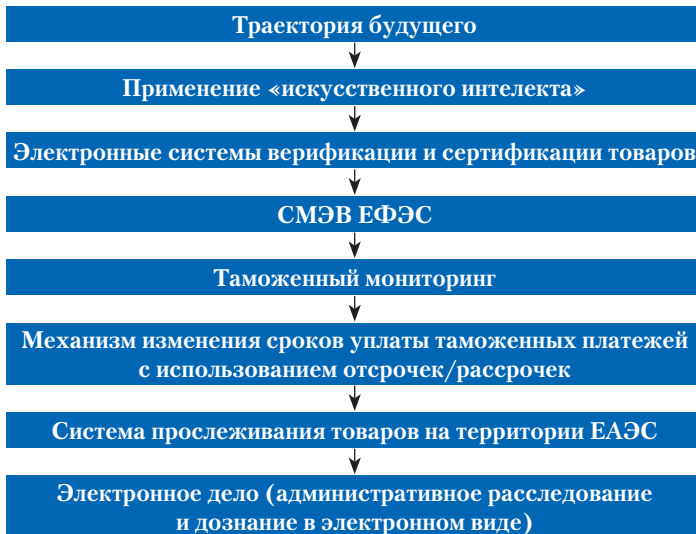 Траектория будущего
Применение «искусственного интелекта»
Электронные системы верификации и сертификации товаров
СМЭВ ЕФЭС
Таможенный мониторинг
Механизм изменения сроков уплаты таможенных платежей
с использованием отсрочек/рассрочек
Система прослеживания товаров на территории ЕАЭС
Электронное дело (административное расследование
и дознание в электронном виде)